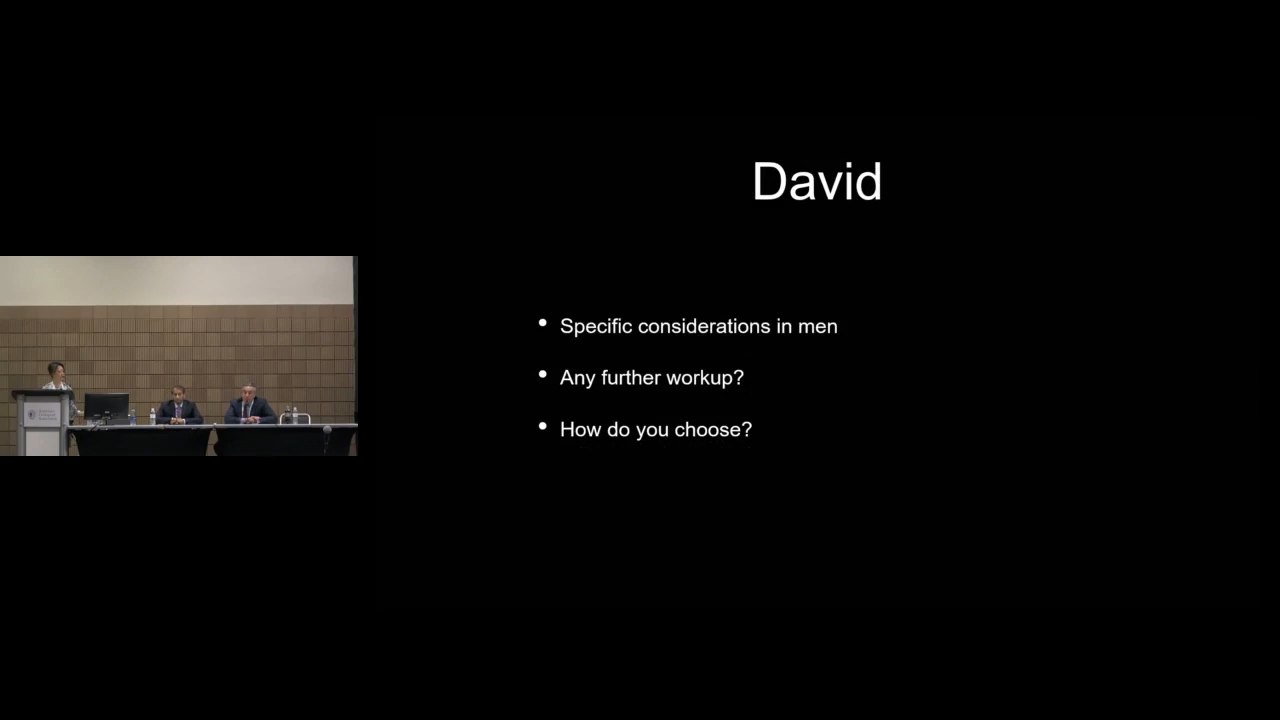 David
• Specific considerations in men
• Any further workup?
• How do you choose?